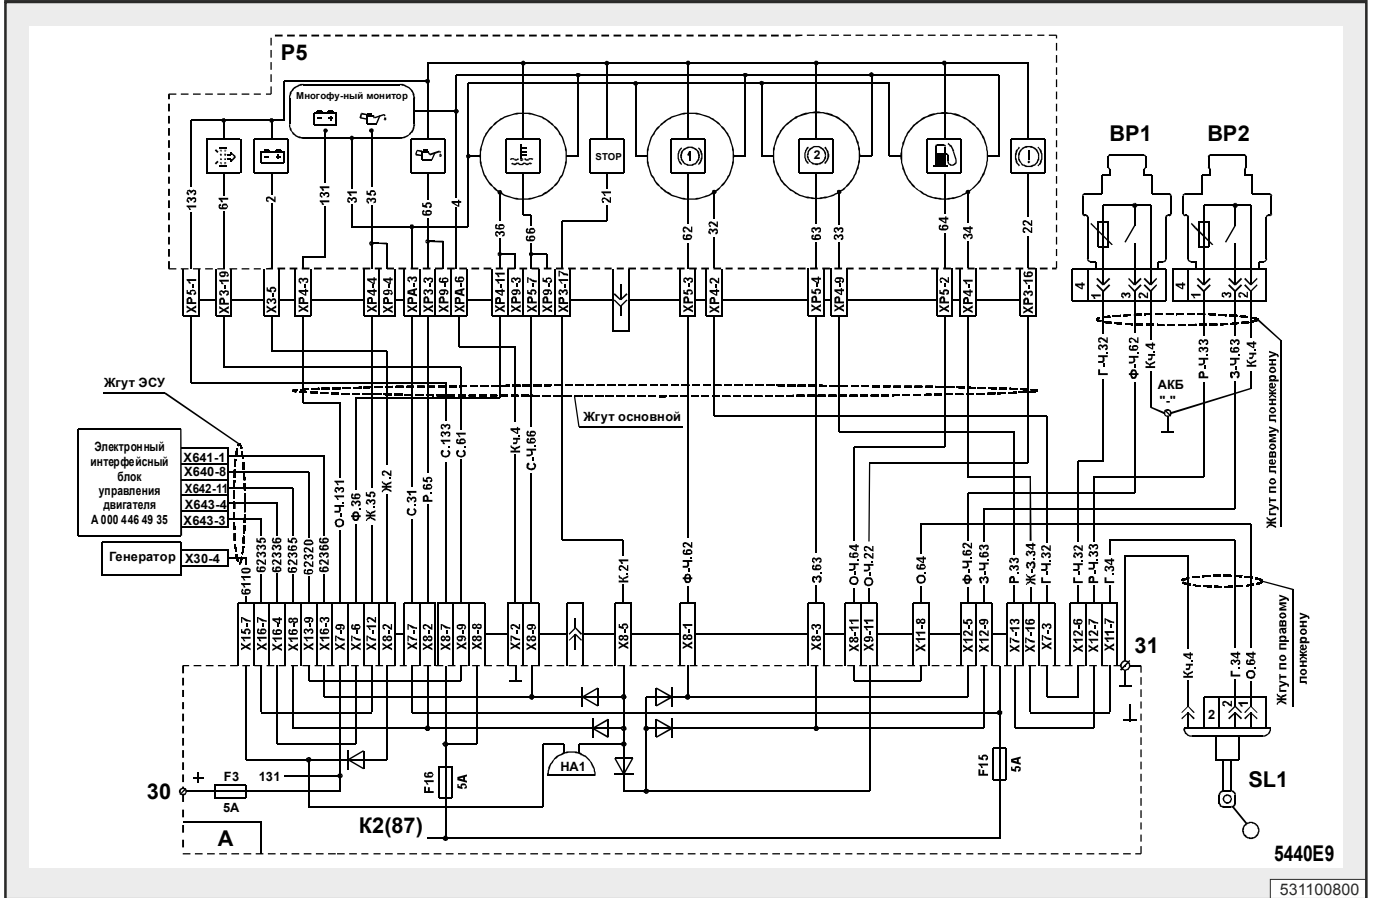 P5
Многофу-ный монитор
STOP
1
2
133
61
2
131
31
35
65
4
36
66
21
62
32
63
33
64
34
22
BP1
BP2
XP5-1
XP3-19
X3-5
XP4-3
XP4-4
XP9-4
XPA-3
XP3-3
XP9-6
XPA-6
XP4-11
XP9-3
XP5-7
XP9-5
XP3-17
XP5-3
XP4-2
XP5-4
XP4-9
XP5-2
XP4-1
XP3-16
4
1
3
2
4
1
3
2
Г-Ч.32
Ф-Ч.62
Кч.4
Р-Ч.33
З-Ч.63
Кч.4
АКБ
"-"
Жгут по левому лонжерону
Жгут ЭСУ
Жгут основной
Электронный
интерфейсный
блок
управления
двигателя
А 000 446 49 35
X641-1
X640-8
X642-11
X643-4
X643-3
Генератор
X30-4
6110
62335
62336
62365
62320
62366
О-Ч.131
Ф.36
Ж.35
Ж.2
С.31
Р.65
С.133
С.61
Кч.4
С-Ч.66
К.21
Ф-Ч.62
З.63
О-Ч.64
О-Ч.22
О.64
Ф-Ч.62
З-Ч.63
Р.33
Ж-З.34
Г-Ч.32
Г-Ч.32
Р-Ч.33
Г.34
X15-7
X16-7
X16-4
X16-8
X13-9
X16-3
X7-9
X7-6
X7-12
X8-2
X7-7
X8-2
X8-7
X9-9
X8-8
X7-2
X8-9
X8-5
X8-1
X8-3
X8-11
X9-11
X11-8
X12-5
X12-9
X7-13
X7-16
X7-3
X12-6
X12-7
X11-7
31
Кч.4
Г.34
О.64
Жгут по правому
лонжерону
2
2
1
SL1
30
+
F3
5A
131
F16
5A
HA1
F15
5A
K2(87)
A
5440E9
531100800